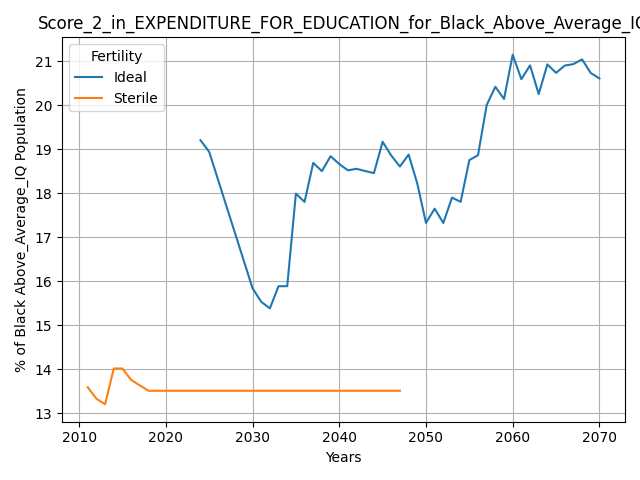 Score_2_in_EXPENDITURE_FOR_EDUCATION_for_Black_Above_Average_IQ
Fertility
Ideal
Sterile
% of Black Above_Average_IQ Population
21
20
19
18
17
16
15
14
13
2010 2020 2030 2040 2050 2060 2070
Years